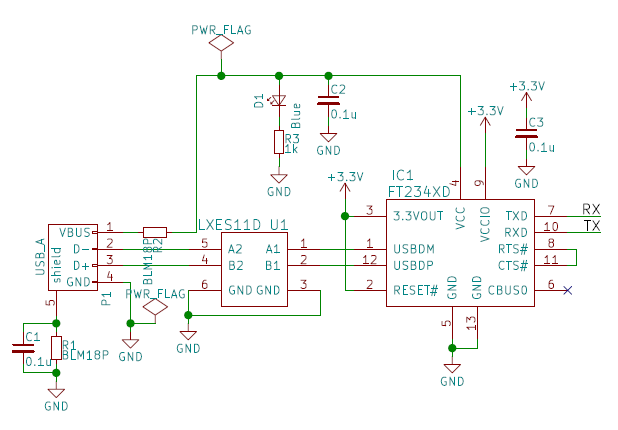 PWR_FLAG
D1
Blue
C2
0.1u
R3
1k
GND
GND
+3.3V
+3.3V
C3
0.1u
GND
+3.3V
IC1
FT234XD
3 3.3VOUT
4 VCC
9 VCCIO
TXD 7 RX
RXD 10 TX
1 USBDM
RTS# 8
12 USBDP
CTS# 11
2 RESET#
CBUS0 6
GND 5
GND 13
GND
LXES11D U1
5 A2 A1 1
4 B2 B1 2
6 GND GND 3
GND
USB_A
shield
VBUS 1
D- 2
D+ 3
GND 4
5
P1
BLM18P
R2
PWR_FLAG
GND
C1
0.1u
R1
BLM18P
GND